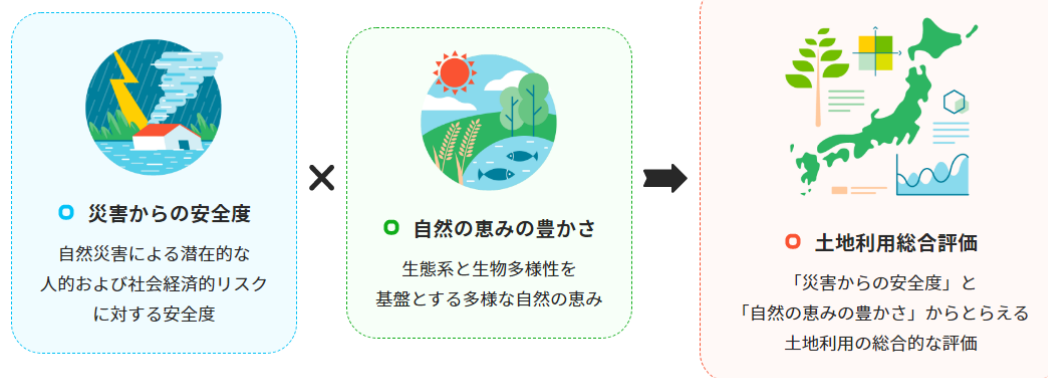 災害からの安全度
自然災害による潜在的な
人的および社会経済的リスク
に対する安全度
×
自然の恵みの豊かさ
生態系と生物多様性を
基盤とする多様な自然の恵み
土地利用総合評価
「災害からの安全度」と
「自然の恵みの豊かさ」からとらえる
土地利用の総合的な評価